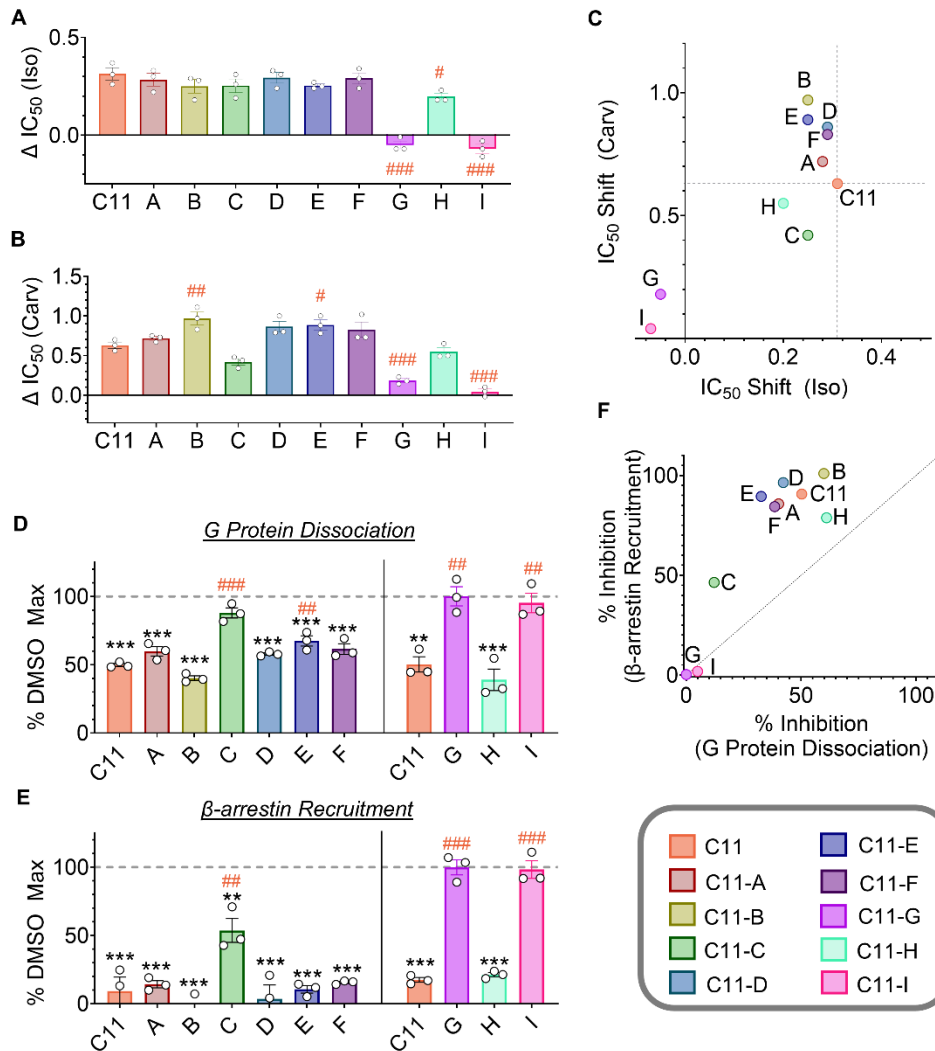 A
Δ IC50 (Iso)
0.5
0.0
#
###
###
C11 A B C D E F G H I
B
Δ IC50 (Carv)
1.5
1.0
0.5
0.0
##
#
###
###
C11 A B C D E F G H I
C
IC50 Shift (Carv)
1.0
0.5
B
E
D
F
A
C11
H
C
G
I
0.0 0.2 0.4
IC50 Shift (Iso)
D
G Protein Dissociation
% DMSO Max
100
50
0
###
##
##
##
*** *** *** *** *** *** ** ***
C11 A B C D E F C11 G H I
E
β-arrestin Recruitment
% DMSO Max
100
50
0
##
###
###
*** *** *** ** *** *** *** *** ***
C11 A B C D E F C11 G H I
F
% Inhibition
(β-arrestin Recruitment)
100
50
0
B
D
E
C11
F
A
H
C
G
I
0 50 100
% Inhibition
(G Protein Dissociation)
C11 C11-E
C11-A C11-F
C11-B C11-G
C11-C C11-H
C11-D C11-I